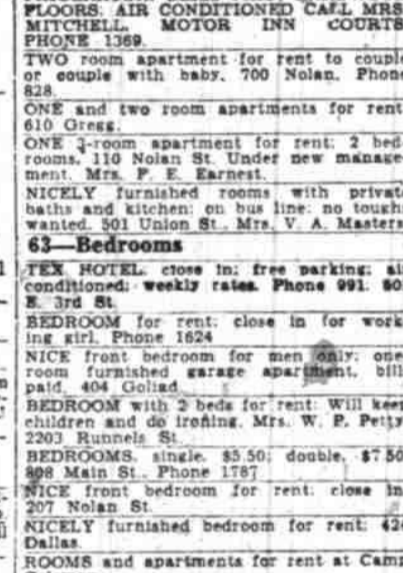 FLOORS. AIR CONDITIONED CALL MRS
MITCHELL. MOTOR INN COURTS
PHONE 1369.
TWO room apartment for rent to coupl
or couple with baby. 700 Nolan. Phon
828.
ONE and two room apartments for rent
610 Gregg.
ONE 3-room apartment for rent; 2 bed
rooms. 110 Nolan St. Under new manage
ment. Mrs. F. E. Earnest.
NICELY furnished rooms with privat
baths and kitchen; on bus line; no tough
wanted. 501 Union St., Mrs. V. A. Masters
63—Bedrooms
TEX HOTEL close in; free parking; ai
conditioned; weekly rates. Phone 991. 50
E. 3rd St.
BEDROOM for rent; close in for work
ing girl. Phone 1624
NICE front bedroom for men only; one
room furnished garage apartment, bill
paid. 404 Goliad
BEDROOM with 2 beds for rent: Will keep
children and do ironing. Mrs. W. P. Petty
2203 Runnels St.
BEDROOMS. single. $5.50; double, $7.50
808 Main St., Phone 1787
NICE front bedroom for rent; close in
207 Nolan St.
NICELY furnished bedroom for rent; 424
Dallas.
ROOMS and apartments for rent at Camp